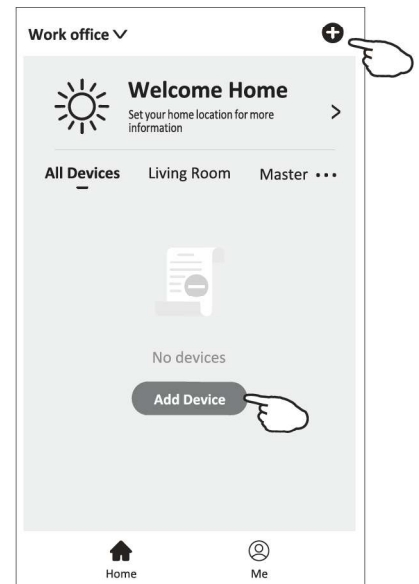 Work office
Welcome Home
Set your home location for more
information
All Devices Living Room Master
No devices
Add Device
Home Me